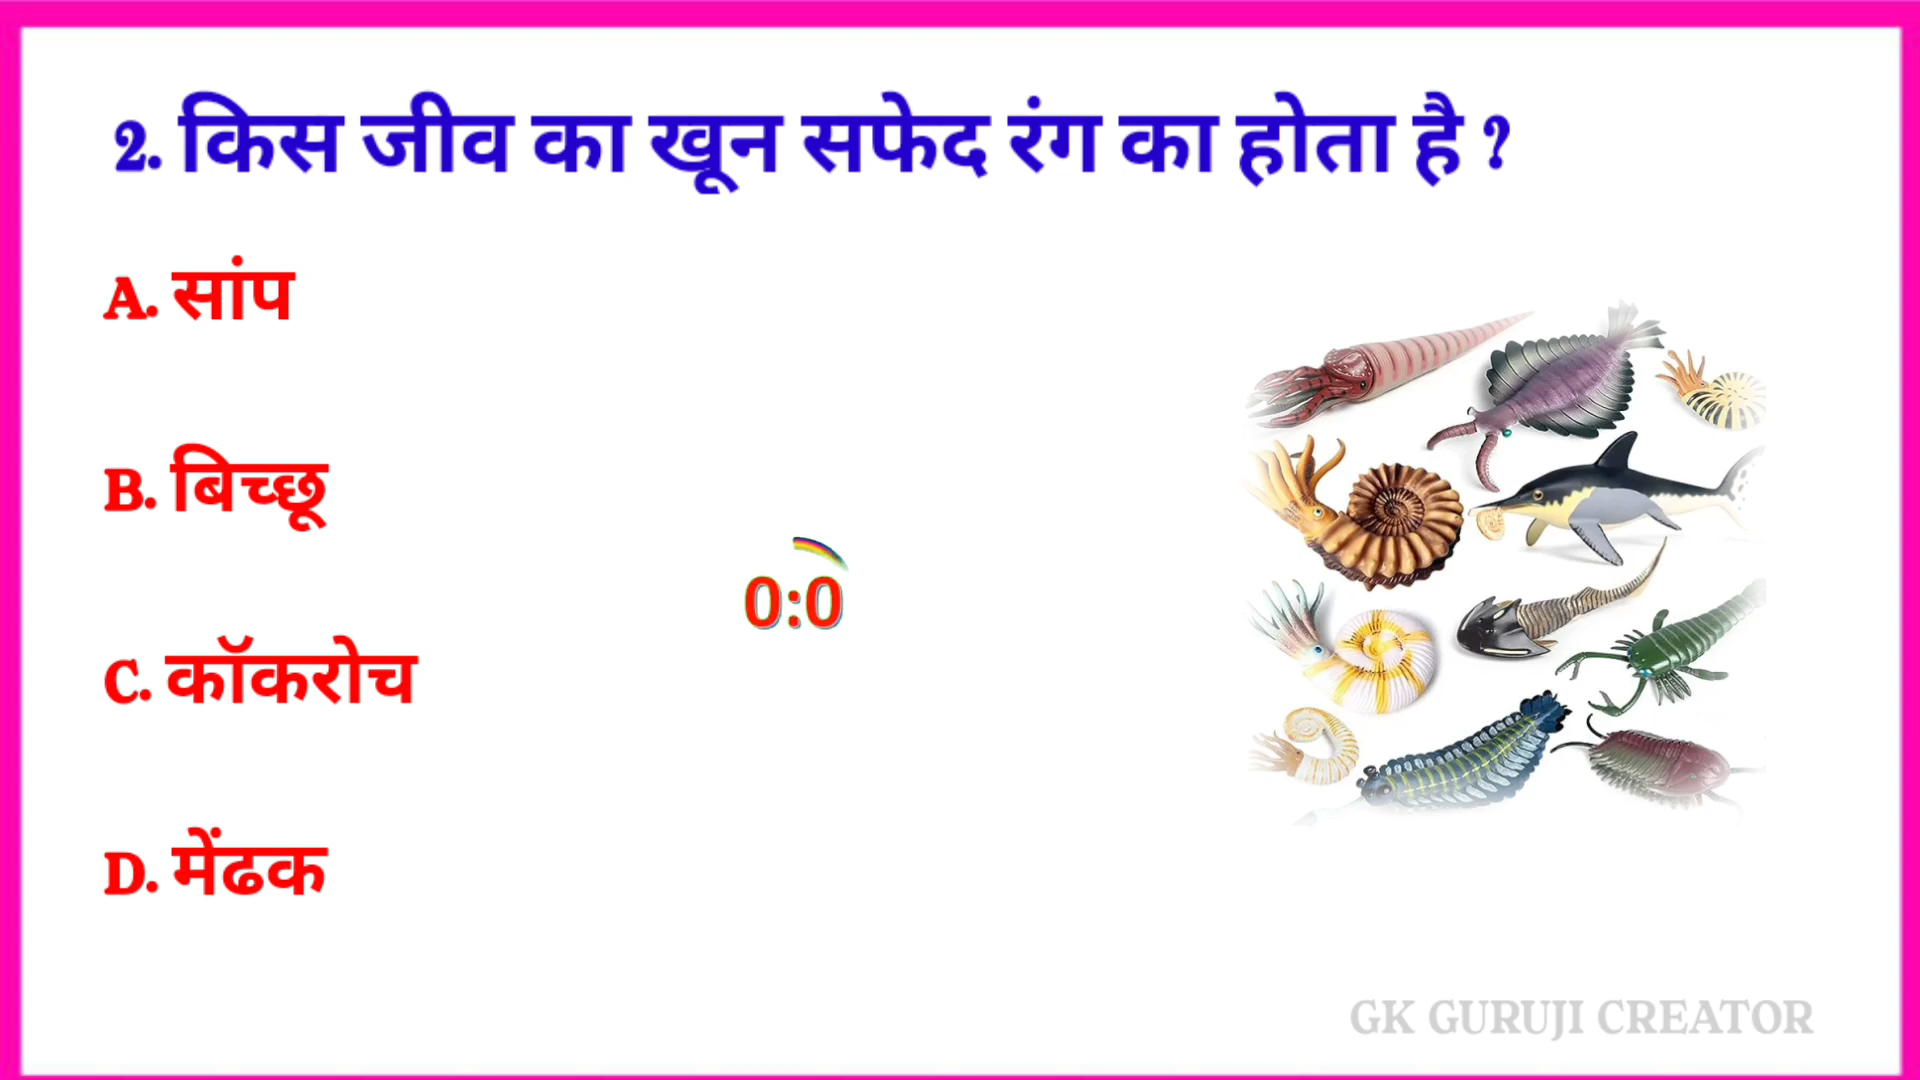 2. किस जीव का खून सफेद रंग का होता है ?
A. सांप
B. बिच्छू
C. कॉकरोच
0:0
D. मेंढक
GK GURUJI CREATOR